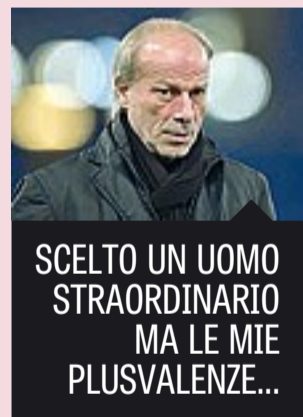 SCELTO UN UOMO
STRAORDINARIO
MA LE MIE
PLUSVALENZE...